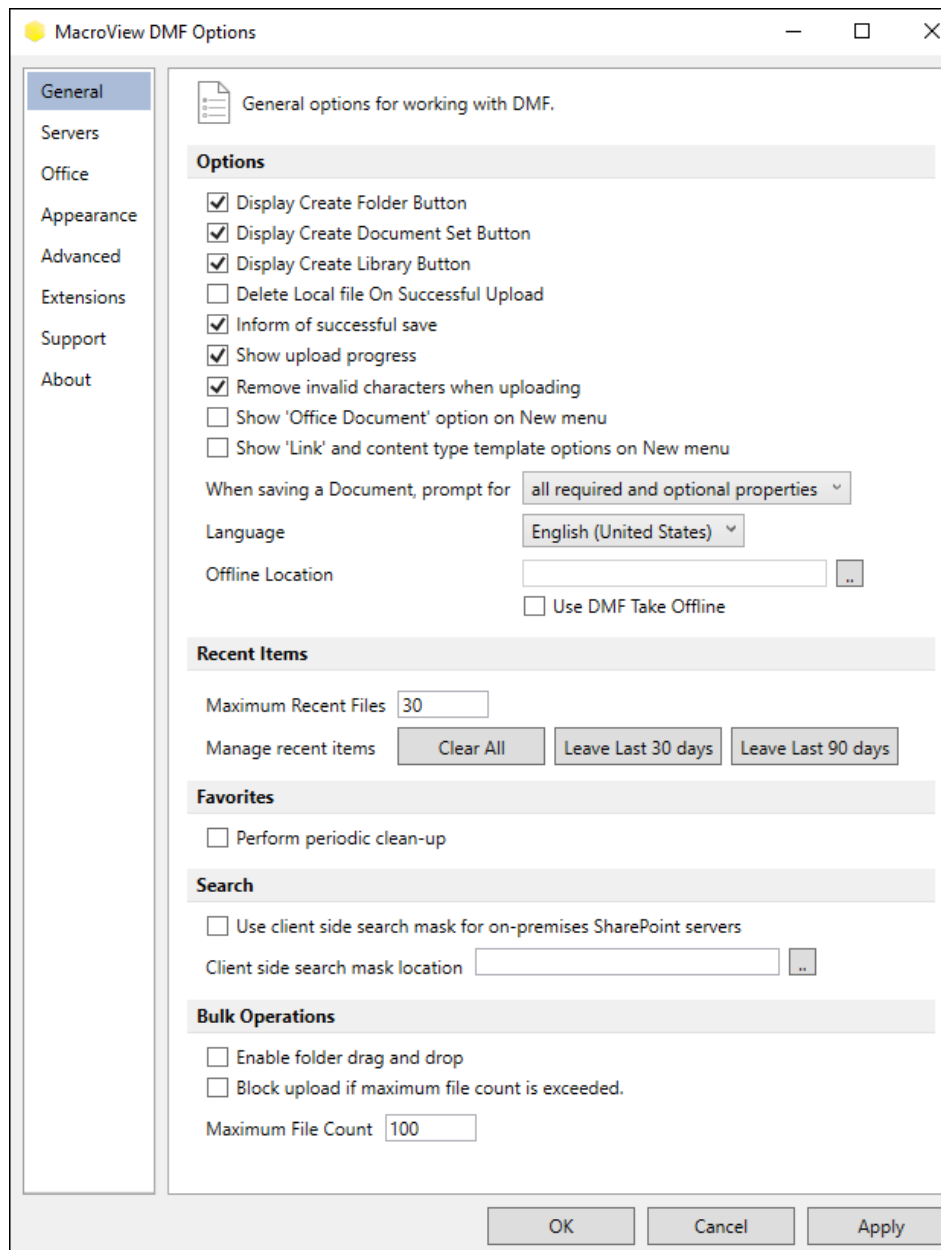 MacroView DMF Options
General
Servers
Office
Appearance
Advanced
Extensions
Support
About
General options for working with DMF.
Options
Display Create Folder Button
Display Create Document Set Button
Display Create Library Button
Delete Local file On Successful Upload
Inform of successful save
Show upload progress
Remove invalid characters when uploading
Show 'Office Document' option on New menu
Show 'Link' and content type template options on New menu
When saving a Document, prompt for all required and optional properties
Language English (United States)
Offline Location ..
Use DMF Take Offline
Recent Items
Maximum Recent Files 30
Manage recent items Clear All Leave Last 30 days Leave Last 90 days
Favorites
Perform periodic clean-up
Search
Use client side search mask for on-premises SharePoint servers
Client side search mask location ..
Bulk Operations
Enable folder drag and drop
Block upload if maximum file count is exceeded.
Maximum File Count 100
OK Cancel Apply